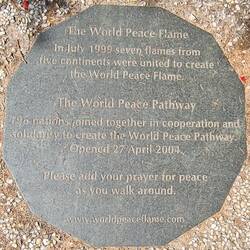 The World Peace Flame
In July 1999 seven flames from
five continents were united to create
the World Peace Flame.
The World Peace Pathway
196 nations joined together in cooperation and
solidarity to create the World Peace Pathway.
Opened 27 April 2004.
Please add your prayer for peace
as you walk around.
www.worldpeaceflame.com